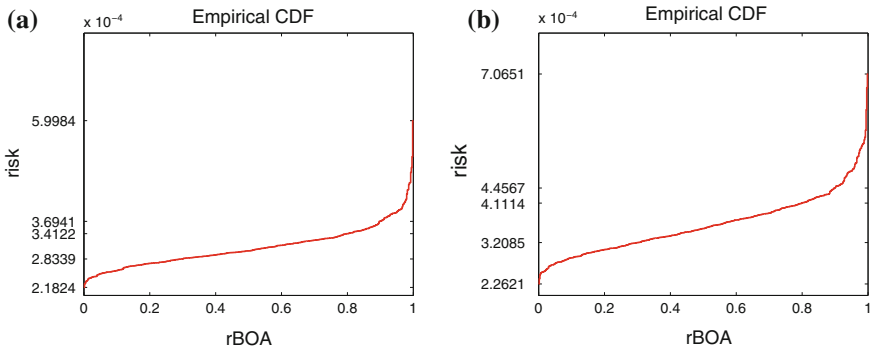 (a)
x 10⁻⁴
Empirical CDF
5.9984
3.6941
3.4122
2.8339
2.1824
risk
0 0.2 0.4 0.6 0.8 1
rBOA
(b)
x 10⁻⁴
Empirical CDF
7.0651
4.4567
4.1114
3.2085
2.2621
risk
0 0.2 0.4 0.6 0.8 1
rBOA